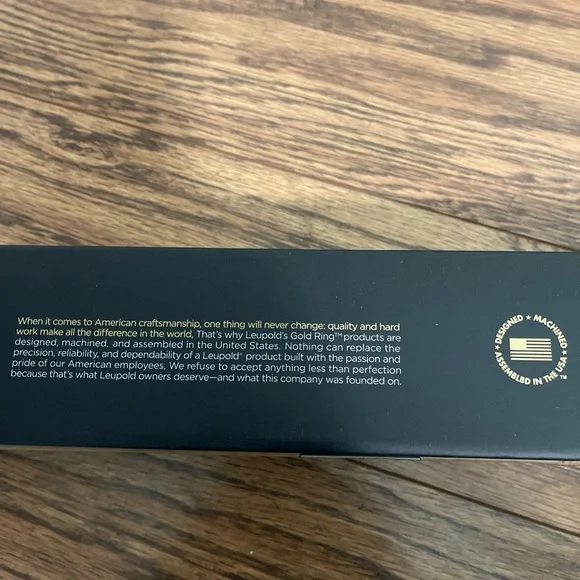 When it comes to American craftsmanship, one thing will never change: quality and hard
work make all the difference in the world. That's why Leupold's Gold Ring™ products are
designed, machined, and assembled in the United States. Nothing can replace the
precision, reliability, and dependability of a Leupold® product built with the passion and
pride of our American employees. We refuse to accept anything less than perfection
because that's what Leupold owners deserve—and what this company was founded on.
DESIGNED ★ MACHINED
★ ASSEMBLBD IN THE USA ★ ™